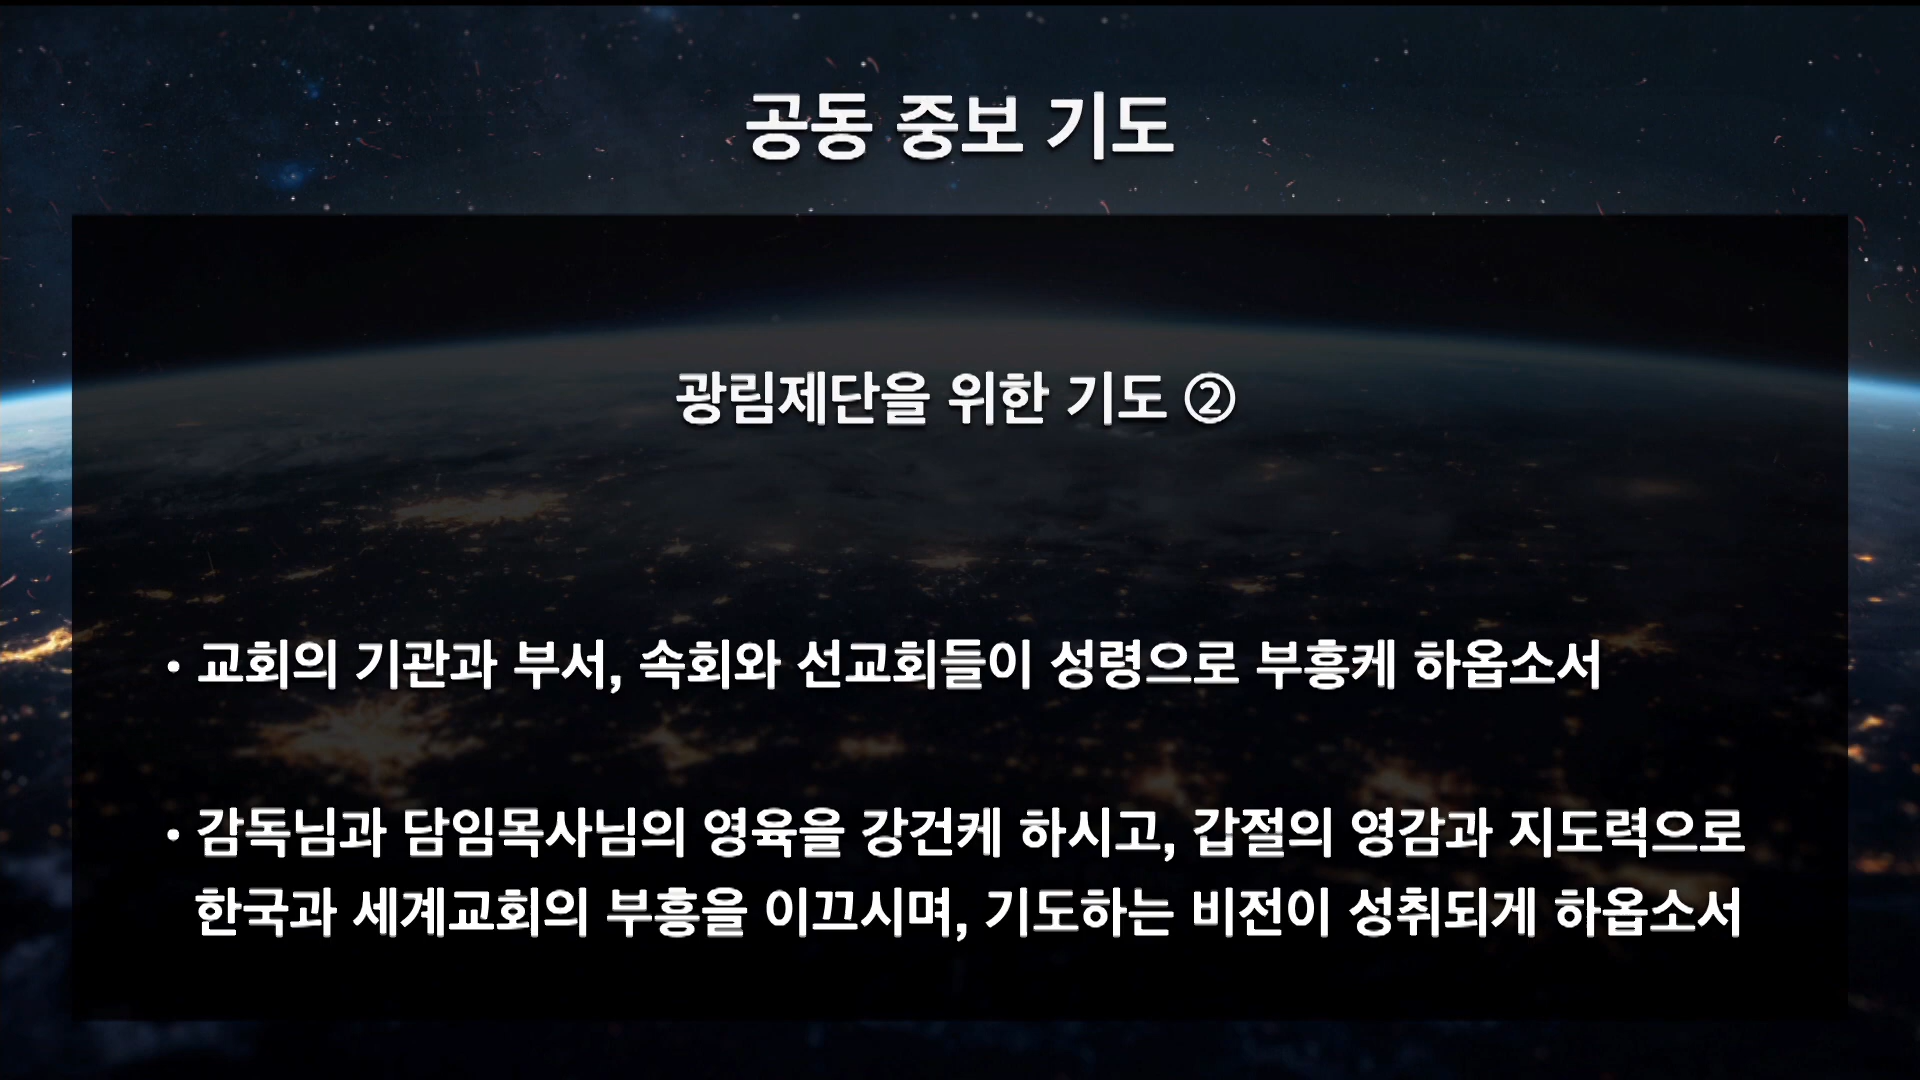 공동 중보 기도
광림제단을 위한 기도 ②
• 교회의 기관과 부서, 속회와 선교회들이 성령으로 부흥케 하옵소서
• 감독님과 담임목사님의 영육을 강건케 하시고, 갑절의 영감과 지도력으로
한국과 세계교회의 부흥을 이끄시며, 기도하는 비전이 성취되게 하옵소서